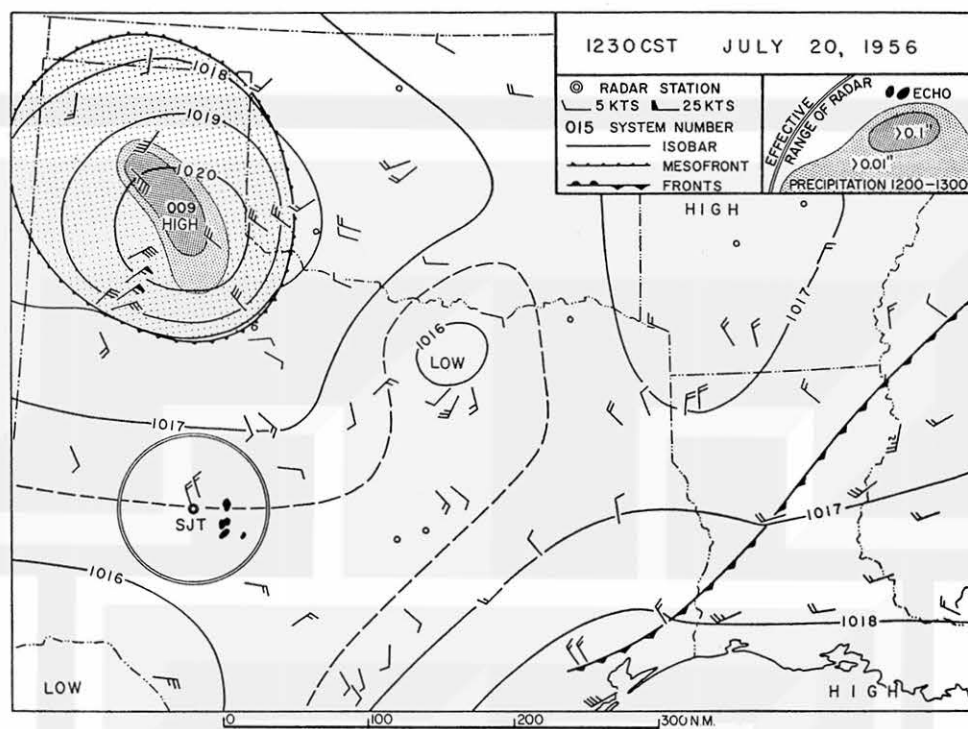 1230CST JULY 20, 1956
RADAR STATION
5 KTS 25 KTS
015 SYSTEM NUMBER
ISOBAR
MESOFRONT
FRONTS
EFFECTIVE
RANGE OF RADAR
ECHO
>0.1"
>0.01"
PRECIPITATION 1200-1300
1018
1019
1020
009
HIGH
HIGH
1017
1016
LOW
1017
SJT
1017
1016
1018
LOW
HIGH
0 100 200 300 N.M.